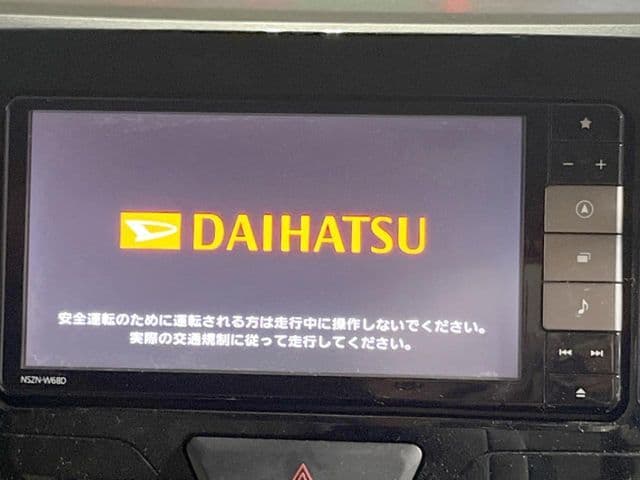 DAIHATSU
安全運転のために運転される方は走行中に操作しないでください。
実際の交通規制に従って走行してください。
NSZN-W68D